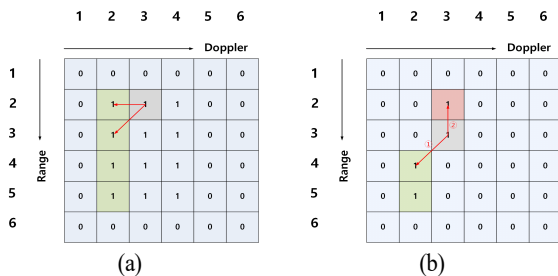 1 2 3 4 5 6
Doppler
Range
1 0 0 0 0 0 0
2 0 1 1 1 0 0
3 0 1 1 1 0 0
4 0 1 1 1 0 0
5 0 1 1 1 0 0
6 0 0 0 0 0 0
(a)
1 2 3 4 5 6
Doppler
Range
1 0 0 0 0 0 0
2 0 0 1 0 0 0
②
3 0 0 1 0 0 0
①
4 0 1 0 0 0 0
5 0 1 0 0 0 0
6 0 0 0 0 0 0
(b)